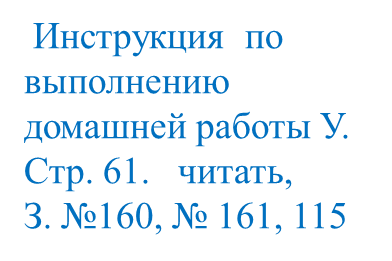 Инструкция по
выполнению
домашней работы У.
Стр. 61. читать,
З. №160, № 161, 115